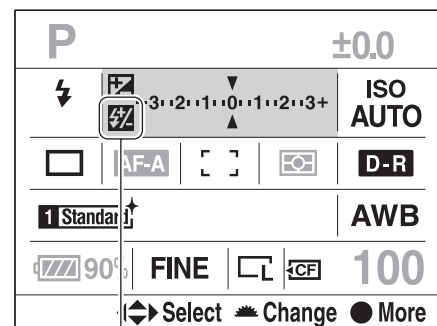 P ±0.0
-3··2··1··0··1··2··3+ ISO AUTO
AF-A D-R
1 Standard AWB
90% FINE L CF 100
Select Change More